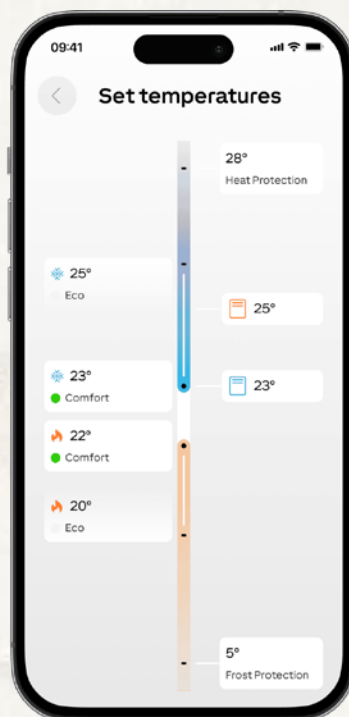 09:41
Set temperatures
28°
Heat Protection
25°
Eco
25°
23°
Comfort
23°
22°
Comfort
20°
Eco
5°
Frost Protection